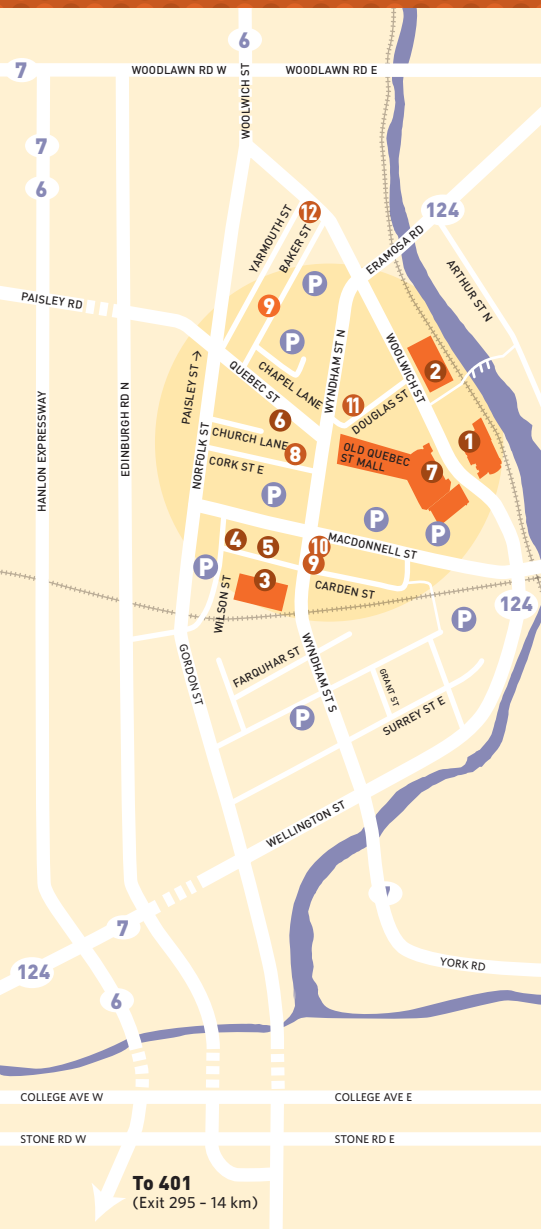 6
7
WOODLAWN RD W
WOODLAWN RD E
WOOLWICH ST
7
6
12
124
YARMOUTH ST
BAKER ST
ERAMOSA RD
ARTHUR ST N
P
PAISLEY RD
9
P
WYNDHAM ST N
WOOLWICH ST
PAISLEY ST →
QUEBEC ST
CHAPEL LANE
2
HANLON EXPRESSWAY
EDINBURGH RD N
11
DOUGLAS ST
6
CHURCH LANE
8
NORFOLK ST
CORK ST E
OLD QUEBEC
ST MALL
7
1
P
P
P
4
5
10
MACDONNELL ST
P
3
9
CARDEN ST
WILSON ST
124
P
GORDON ST
FARQUHAR ST
WYNDHAM ST S
GRANT ST
SURREY ST E
P
WELLINGTON ST
7
124
6
YORK RD
COLLEGE AVE W
COLLEGE AVE E
STONE RD W
STONE RD E
To 401
(Exit 295 – 14 km)